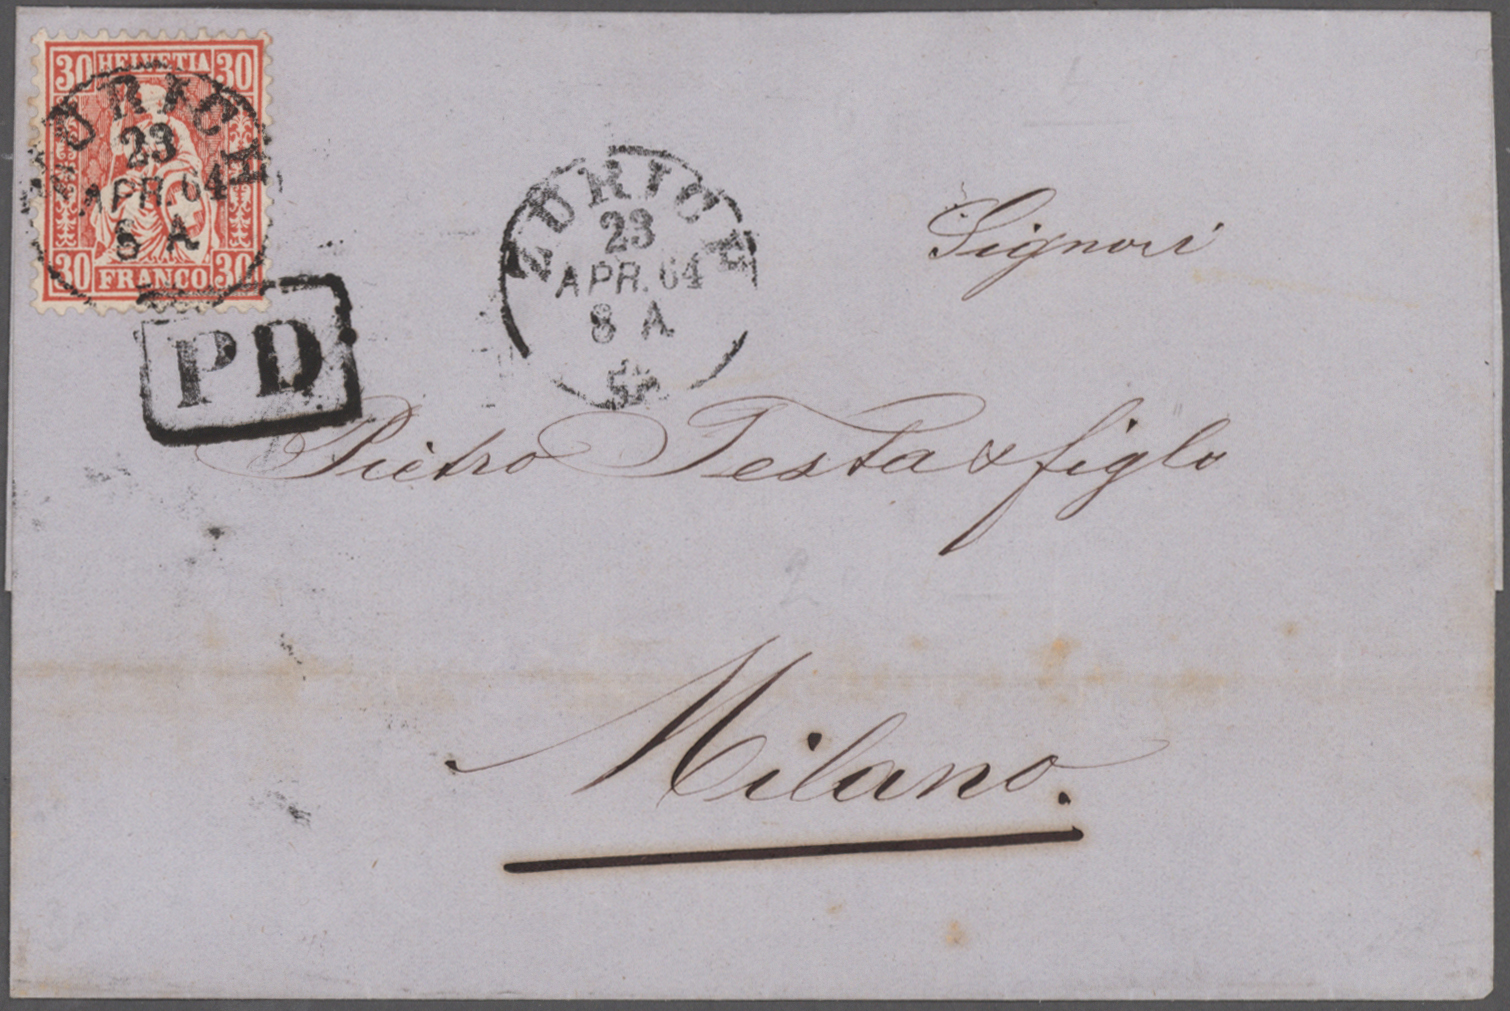 30 HELVETIA 30
ZÜRICH
23
APR. 64
8 A
30 FRANCO 30
PD
ZÜRICH
23
APR. 64
8 A
Signori
Pietro Testa & figlo
Milano.